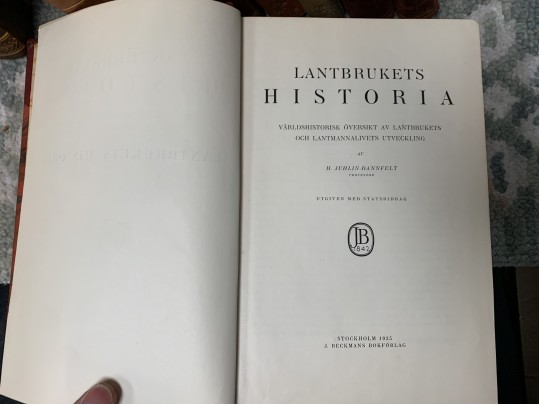 LANTBRUKETS
HISTORIA
VÄRLDSHISTORISK ÖVERSIKT AV LANTBRUKETS
OCH LANTMANNALIVETS UTVECKLING
AV
H. JUHLIN DANNFELT
PROFESSOR
UTGIVEN MED STATSBIDRAG
JB
1842
STOCKHOLM 1925
J. BECKMANS BOKFÖRLAG